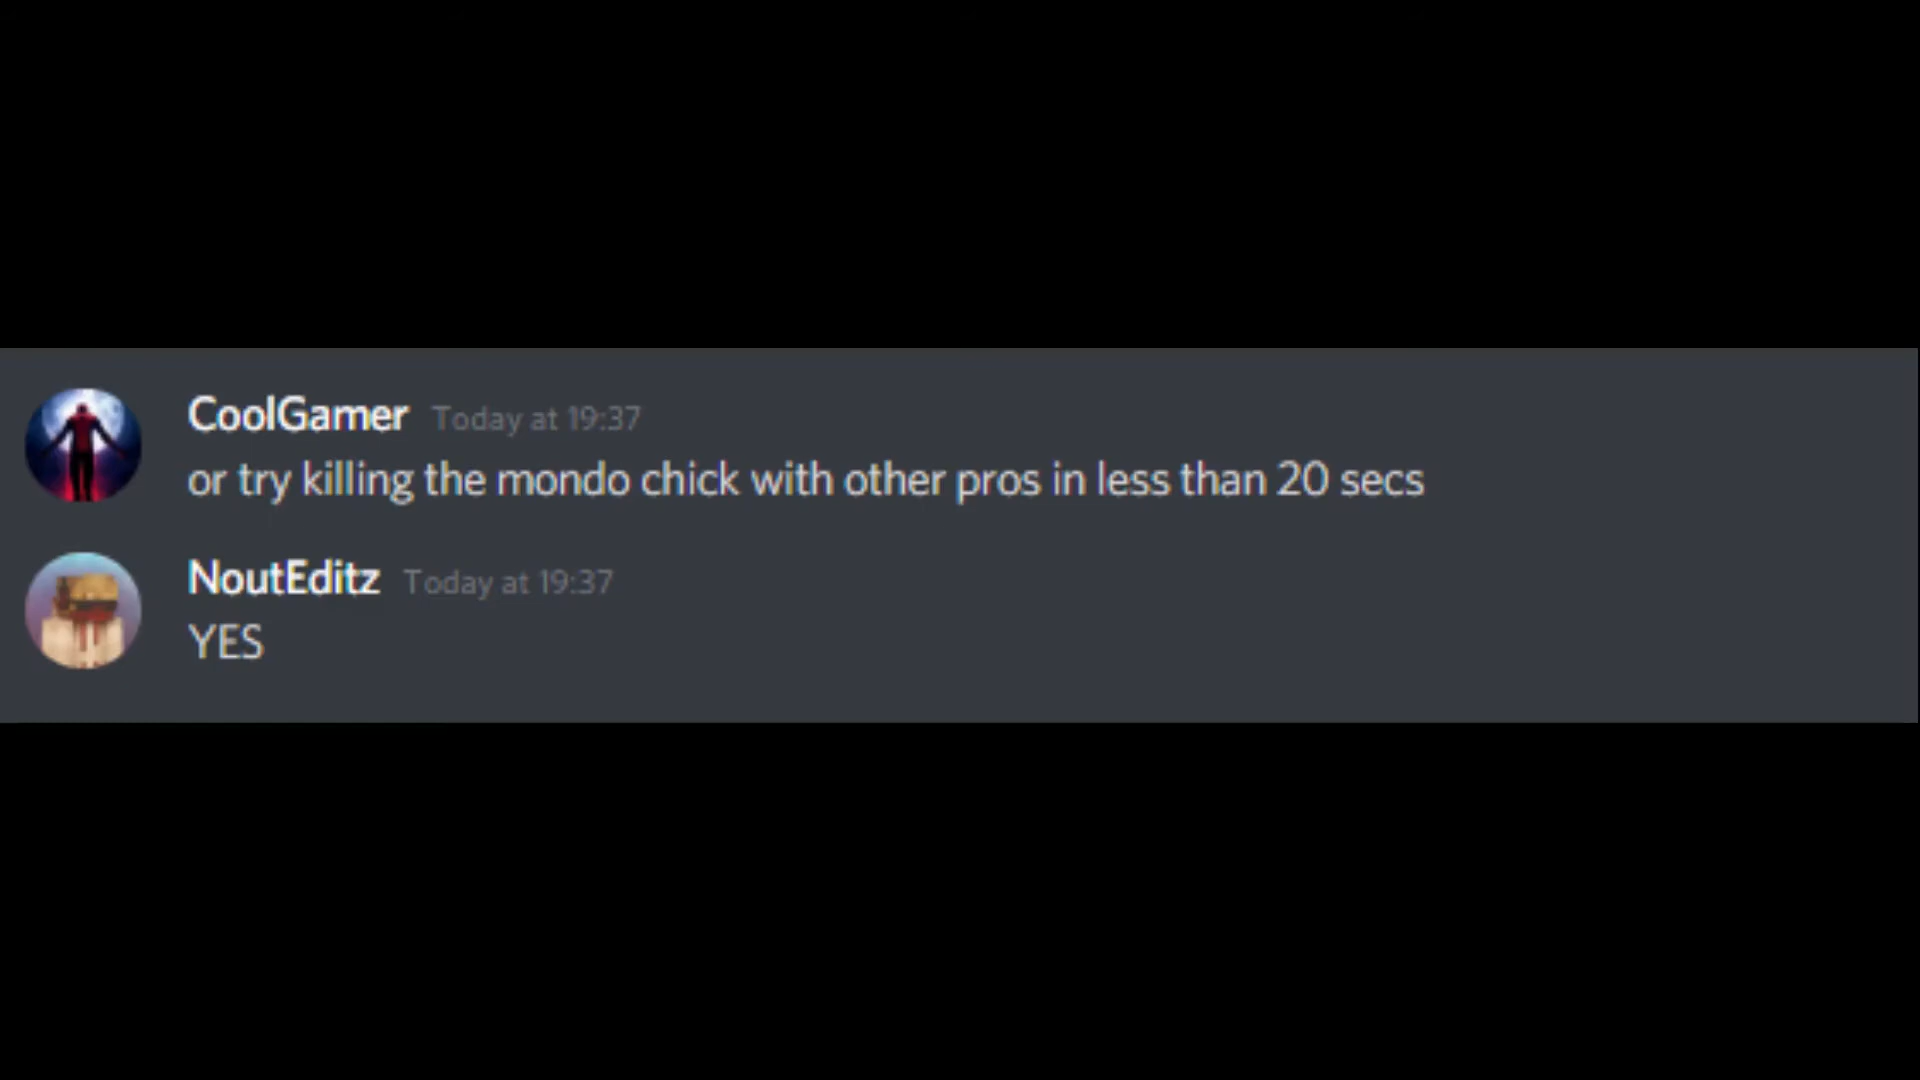 CoolGamer Today at 19:37
or try killing the mondo chick with other pros in less than 20 secs
NoutEditz Today at 19:37
YES